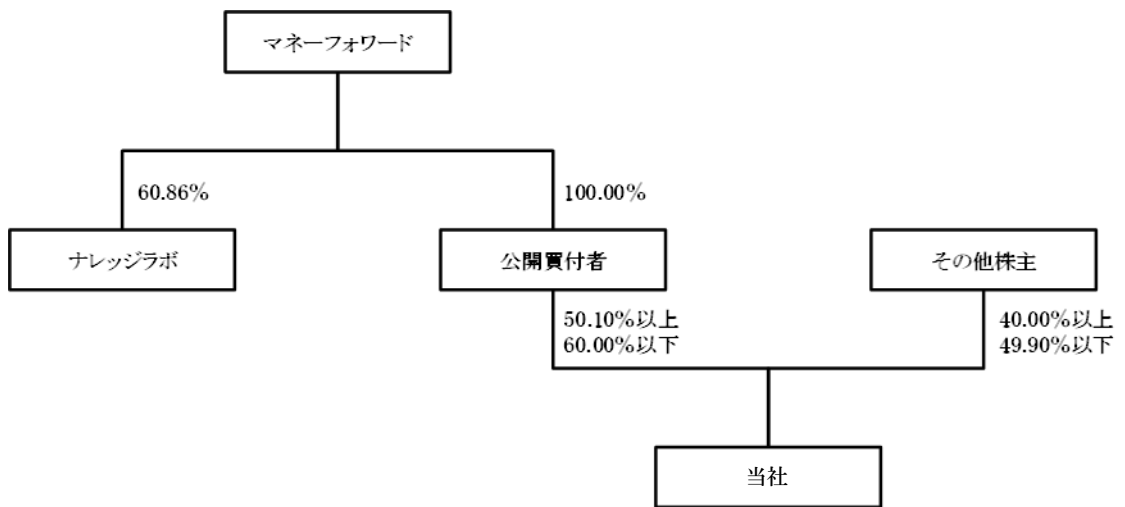 マネーフォワード
60.86%
100.00%
ナレッジラボ
公開買付者
その他株主
50.10%以上
60.00%以下
40.00%以上
49.90%以下
当社